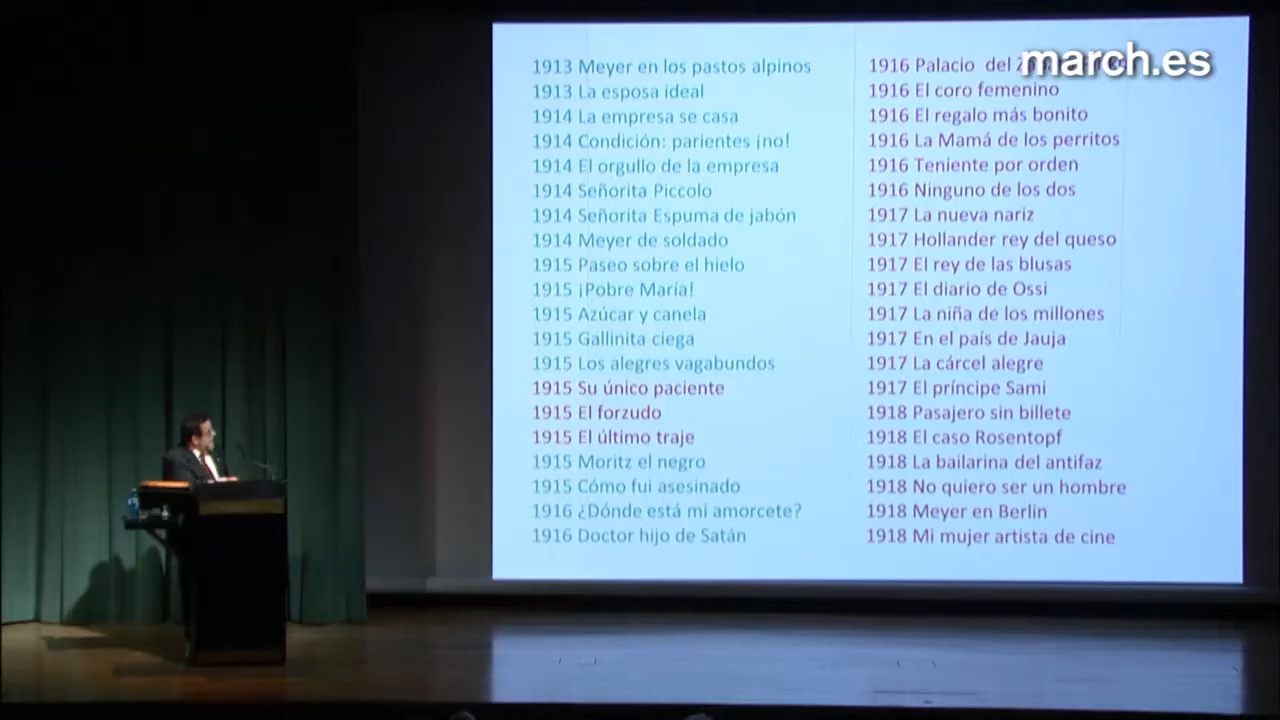 1913 Meyer en los pastos alpinos
1913 La esposa ideal
1914 La empresa se casa
1914 Condición: parientes ¡no!
1914 El orgullo de la empresa
1914 Señorita Piccolo
1914 Señorita Espuma de jabón
1914 Meyer de soldado
1915 Paseo sobre el hielo
1915 ¡Pobre María!
1915 Azúcar y canela
1915 Gallinita ciega
1915 Los alegres vagabundos
1915 Su único paciente
1915 El forzudo
1915 El último traje
1915 Moritz el negro
1915 Cómo fui asesinado
1916 ¿Dónde está mi amorcete?
1916 Doctor hijo de Satán
1916 Palacio del
march.es
1916 El coro femenino
1916 El regalo más bonito
1916 La Mamá de los perritos
1916 Teniente por orden
1916 Ninguno de los dos
1917 La nueva nariz
1917 Hollander rey del queso
1917 El rey de las blusas
1917 El diario de Ossi
1917 La niña de los millones
1917 En el país de Jauja
1917 La cárcel alegre
1917 El príncipe Sami
1918 Pasajero sin billete
1918 El caso Rosentopf
1918 La bailarina del antifaz
1918 No quiero ser un hombre
1918 Meyer en Berlin
1918 Mi mujer artista de cine